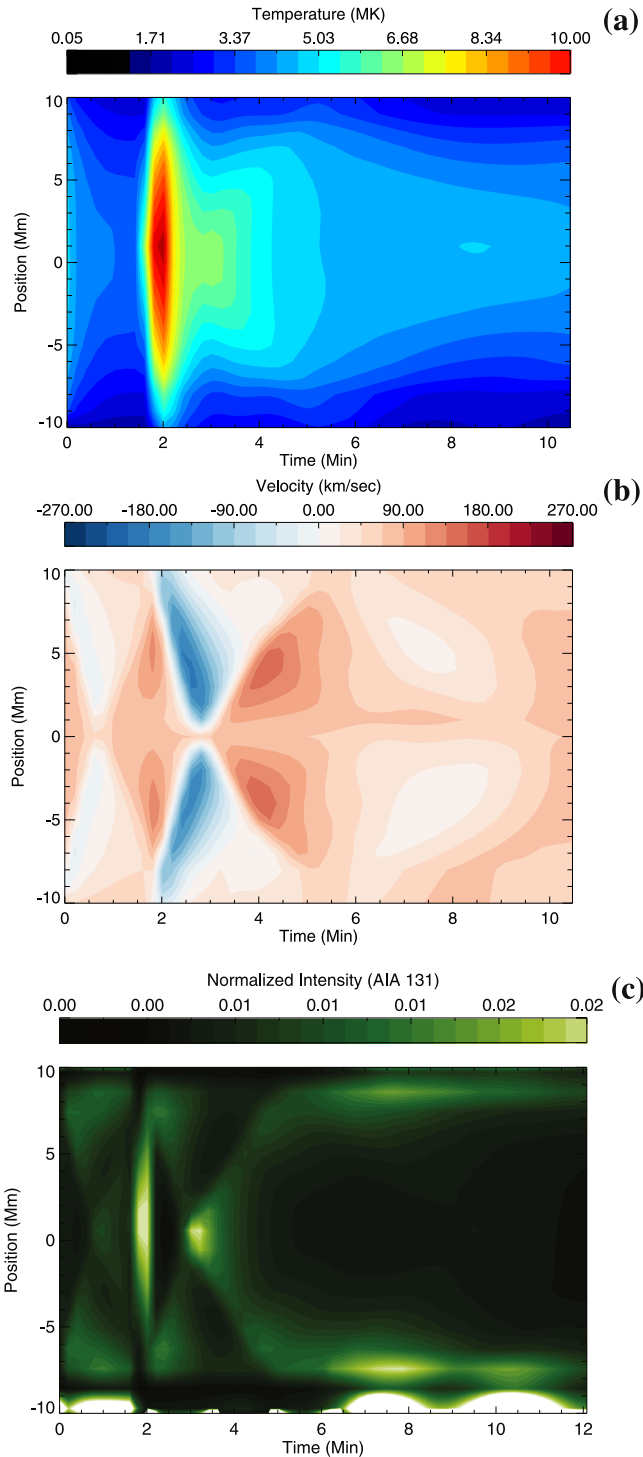 Temperature (MK)
(a)
0.05 1.71 3.37 5.03 6.68 8.34 10.00
10
5
0
-5
-10
Position (Mm)
0 2 4 6 8 10
Time (Min)
(b)
Velocity (km/sec)
-270.00 -180.00 -90.00 0.00 90.00 180.00 270.00
10
5
0
-5
-10
Position (Mm)
0 2 4 6 8 10
Time (Min)
Normalized Intensity (AIA 131)
(c)
0.00 0.00 0.01 0.01 0.02 0.02
10
5
0
-5
-10
Position (Mm)
0 2 4 6 8 10 12
Time (Min)